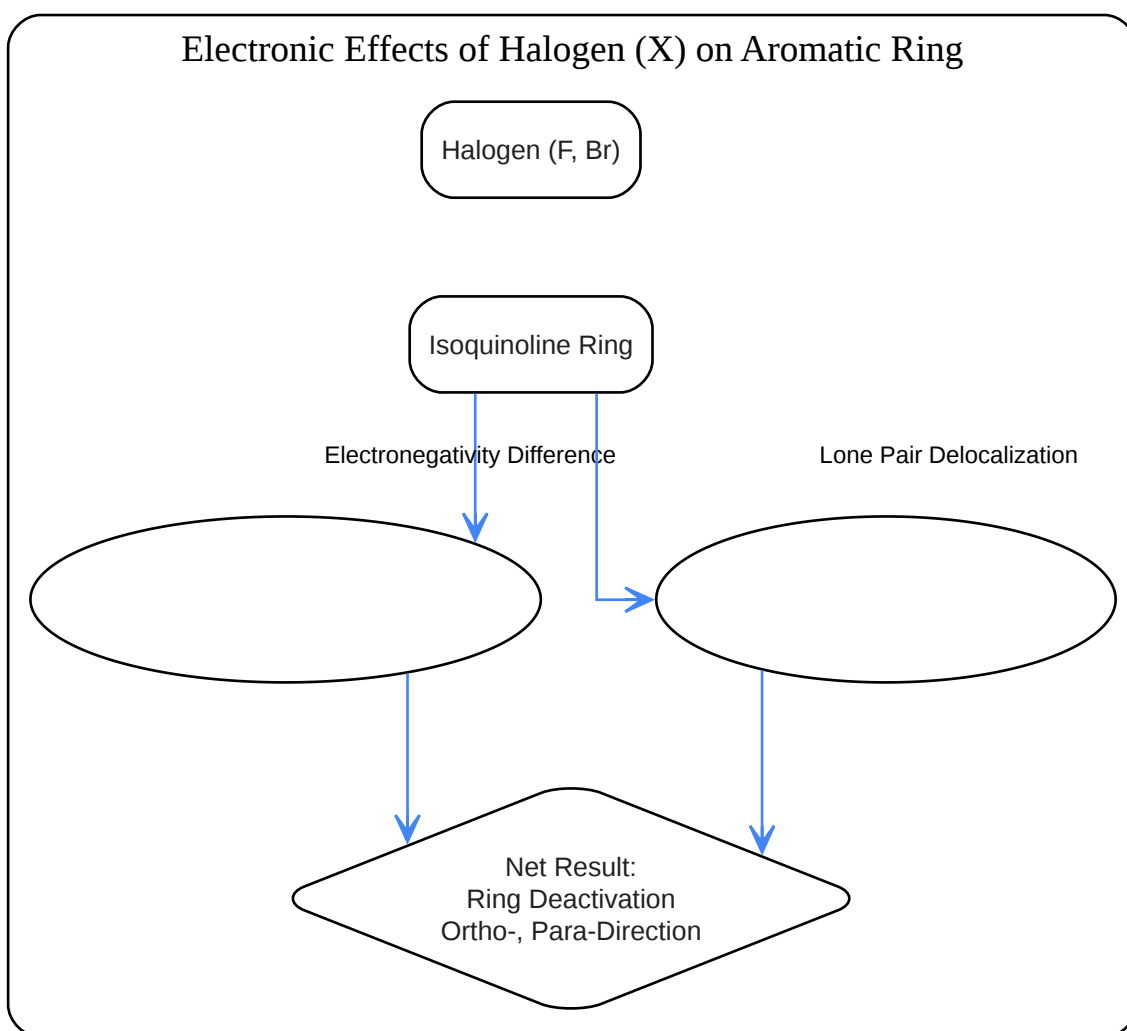 Electronic Effects of Halogen (X) on Aromatic Ring
Halogen (F, Br)
Isoquinoline Ring
Electronegativity Difference
Lone Pair Delocalization
Net Result:
Ring Deactivation
Ortho-, Para-Direction